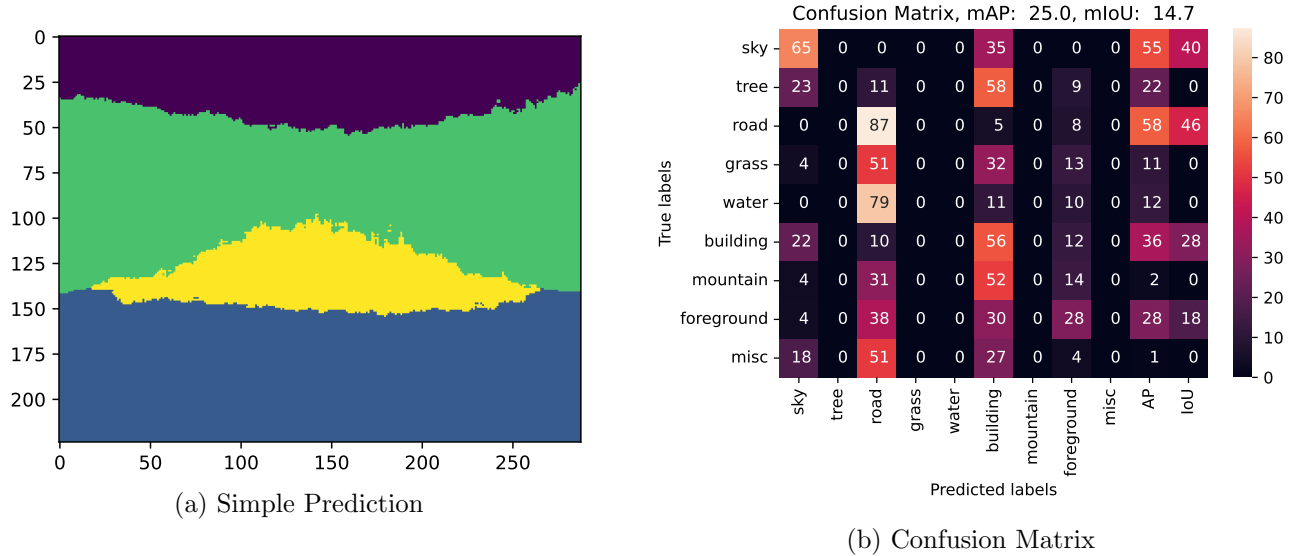 0
25
50
75
100
125
150
175
200
0 50 100 150 200 250
(a) Simple Prediction
Confusion Matrix, mAP: 25.0, mIoU: 14.7
True labels
sky 65 0 0 0 0 35 0 0 0 55 40
tree 23 0 11 0 0 58 0 9 0 22 0
road 0 0 87 0 0 5 0 8 0 58 46
grass 4 0 51 0 0 32 0 13 0 11 0
water 0 0 79 0 0 11 0 10 0 12 0
building 22 0 10 0 0 56 0 12 0 36 28
mountain 4 0 31 0 0 52 0 14 0 2 0
foreground 4 0 38 0 0 30 0 28 0 28 18
misc 18 0 51 0 0 27 0 4 0 1 0
sky tree road grass water building mountain foreground misc AP IoU
Predicted labels
80
70
60
50
40
30
20
10
0
(b) Confusion Matrix